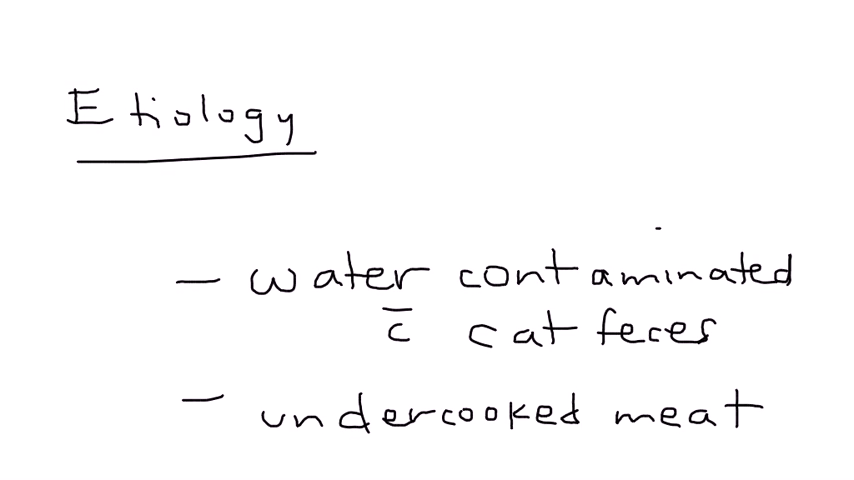 Etiology
- water contaminated
c̄ cat feces
- undercooked meat